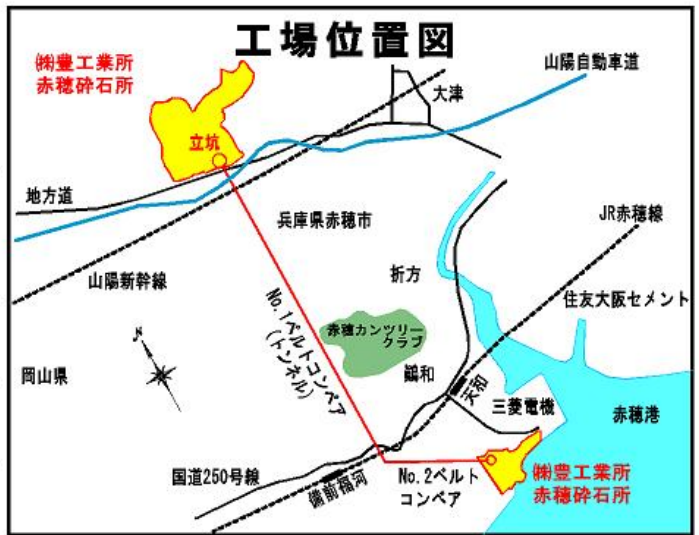 工場位置図
㈱豊工業所
赤穂砕石所
山陽自動車道
大津
立坑
地方道
兵庫県赤穂市
JR赤穂線
山陽新幹線
折方
住友大阪セメント
No.1ベルトコンベア
(トンネル)
赤穂カンツリー
クラブ
N
岡山県
鷏和
天和
三菱電機
赤穂港
国道250号線
備前福河
No.2ベルト
コンベア
㈱豊工業所
赤穂砕石所